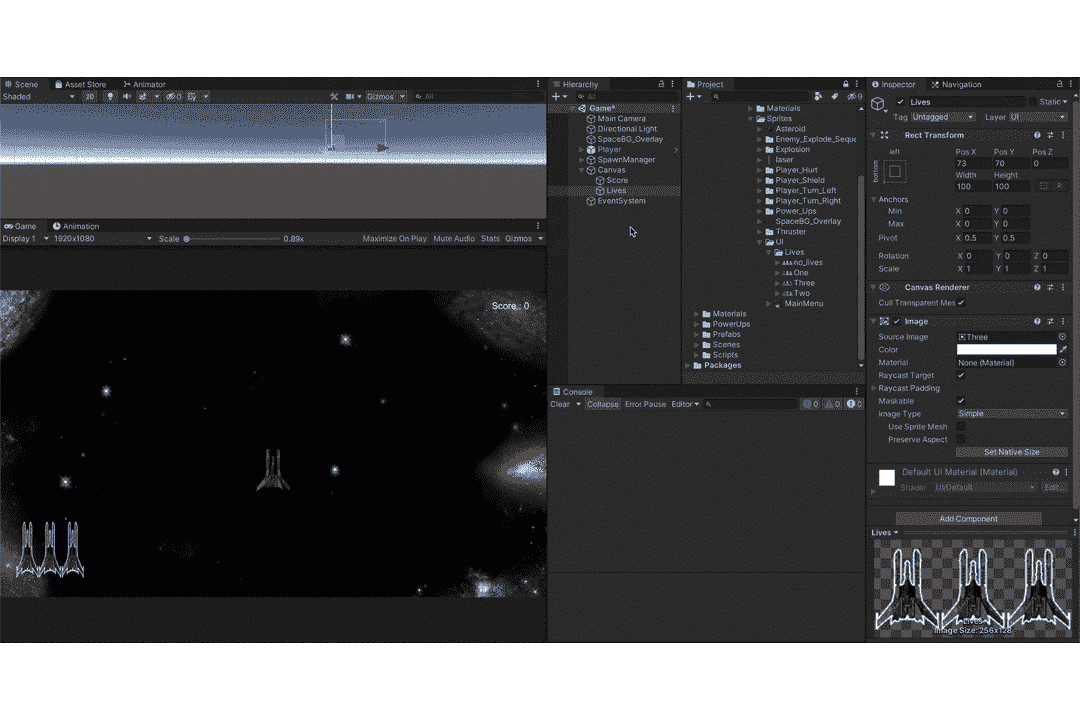 Scene Asset Store Animator
Shaded 2D 0 Gizmos All
Game Animation
Display 1 1920x1080 Scale 0.89x Maximize On Play Mute Audio Stats Gizmos
Score : 0
Hierarchy
All
Game*
Main Camera
Directional Light
SpaceBG_Overlay
Player
SpawnManager
Canvas
Score
Lives
EventSystem
Project
9
Materials
Sprites
Asteroid
Enemy_Explode_Seque
Explosion
laser
Player_Hurt
Player_Shield
Player_Turn_Left
Player_Turn_Right
Power_Ups
SpaceBG_Overlay
Thruster
UI
Lives
no_lives
One
Three
Two
MainMenu
Materials
PowerUps
Prefabs
Scenes
Scripts
Packages
Console
Clear Collapse Error Pause Editor 0 0 0
Inspector Navigation
Lives Static
Tag Untagged Layer UI
Rect Transform
left Pos X Pos Y Pos Z
bottom 73 70 0
Width Height
100 100 R
Anchors
Min X 0 Y 0
Max X 0 Y 0
Pivot X 0.5 Y 0.5
Rotation X 0 Y 0 Z 0
Scale X 1 Y 1 Z 1
Canvas Renderer
Cull Transparent Mes
Image
Source Image Three
Color
Material None (Material)
Raycast Target
Raycast Padding
Maskable
Image Type Simple
Use Sprite Mesh
Preserve Aspect
Set Native Size
Default UI Material (Material)
Shader UI/Default Edit...
Add Component
Lives
Lives
Image Size: 256x128